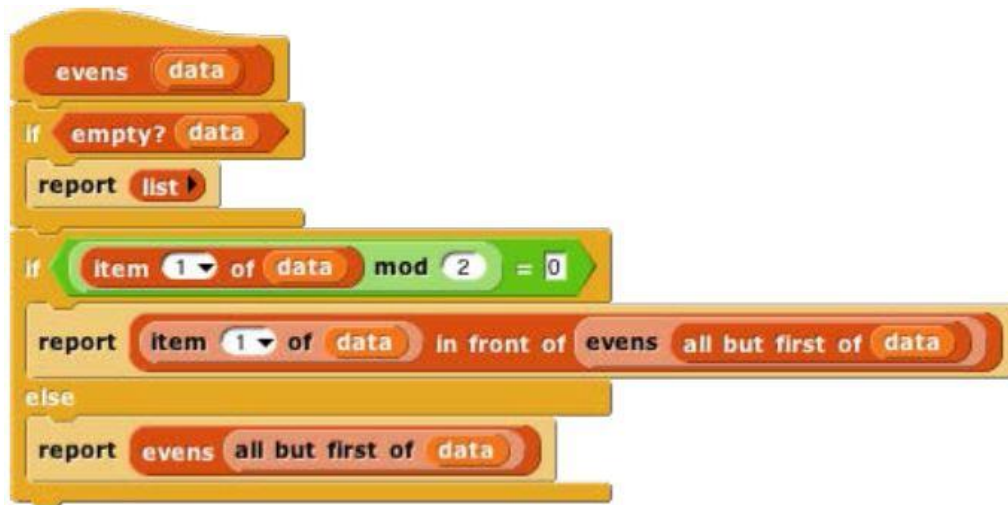 evens data
if empty? data
report list
if item 1 of data mod 2 = 0
report item 1 of data in front of evens all but first of data
else
report evens all but first of data